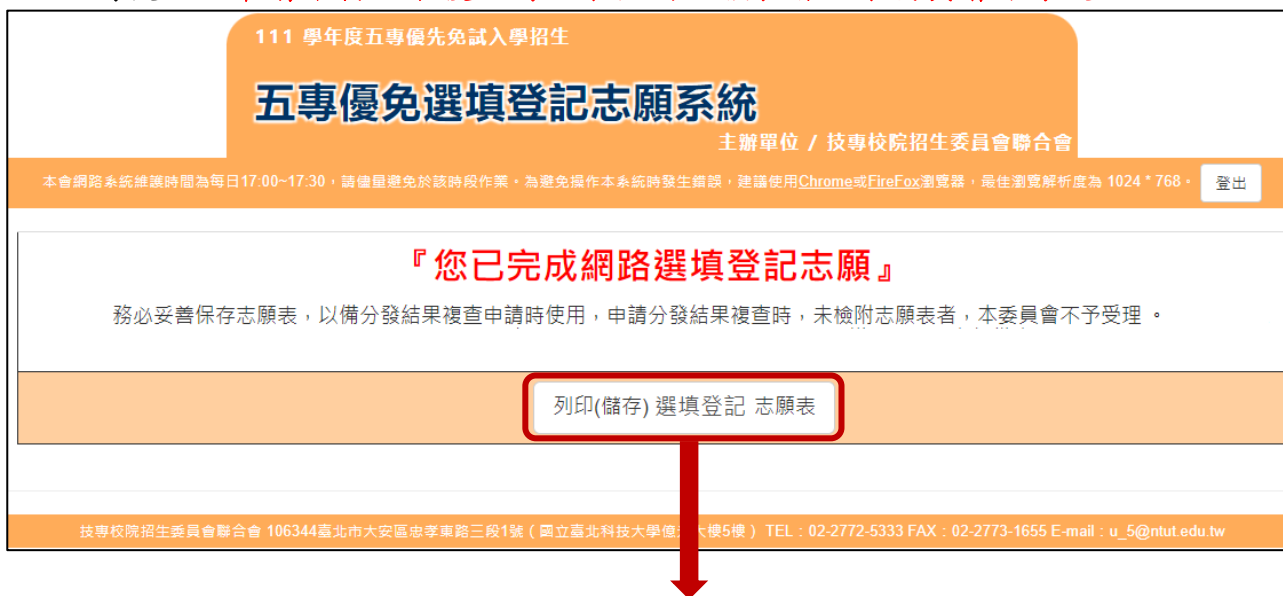 111 學年度五專優先免試入學招生
五專優免選填登記志願系統
主辦單位 / 技專校院招生委員會聯合會
本會網路系統維護時間為每日17:00~17:30，請儘量避免於該時段作業。為避免操作本系統時發生錯誤，建議使用Chrome或FireFox瀏覽器，最佳瀏覽解析度為 1024 * 768。 登出
『您已完成網路選填登記志願』
務必妥善保存志願表，以備分發結果複查申請時使用，申請分發結果複查時，未檢附志願表者，本委員會不予受理 。
列印(儲存) 選填登記 志願表
技專校院招生委員會聯合會 106344臺北市大安區忠孝東路三段1號（國立臺北科技大學億 大樓5樓） TEL：02-2772-5333 FAX：02-2773-1655 E-mail：u_5@ntut.edu.tw